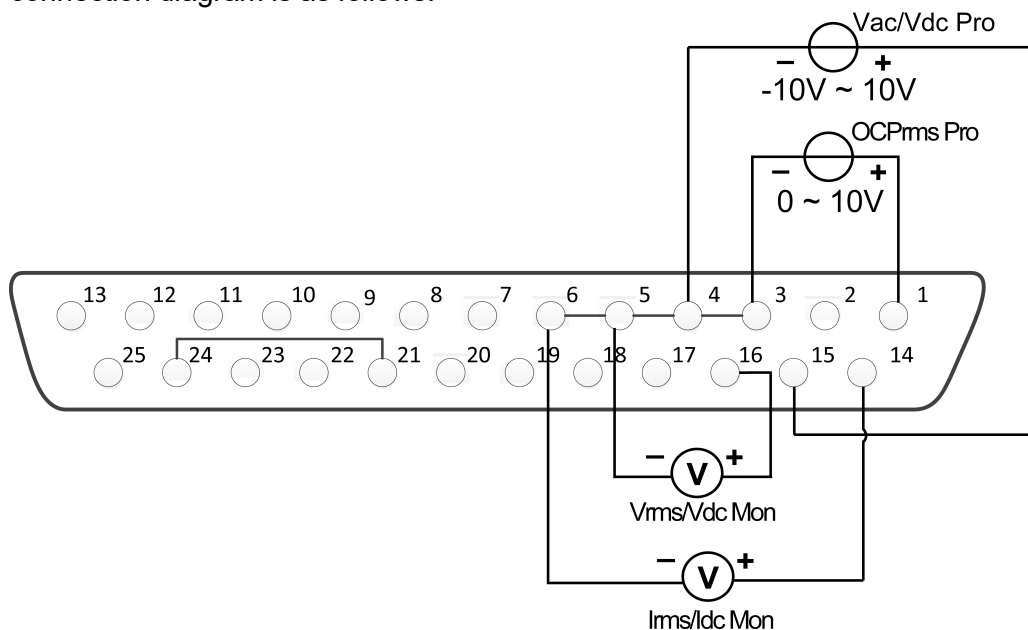 connection diagram is as follows:
Vac/Vdc Pro
− +
-10V ~ 10V
OCPrms Pro
− +
0 ~ 10V
13 12 11 10 9 8 7 6 5 4 3 2 1
25 24 23 22 21 20 19 18 17 16 15 14
− V +
Vrms/Vdc Mon
− V +
Irms/Idc Mon